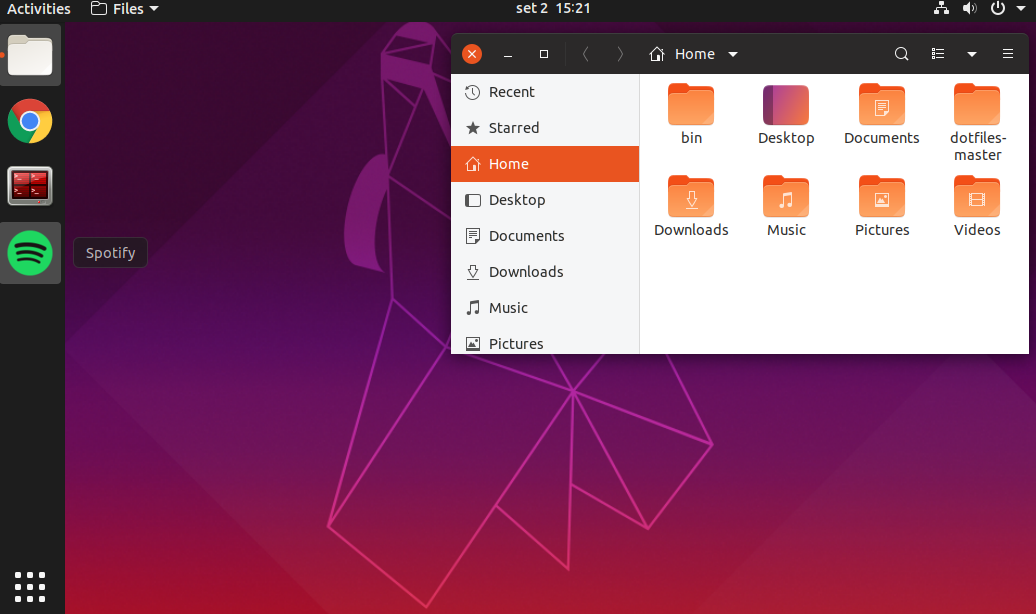 Activities Files set 2 15:21
Home
Recent
Starred
Home
Desktop
Documents
Downloads
Music
Pictures
bin Desktop Documents dotfiles-
master
Downloads Music Pictures Videos
Spotify